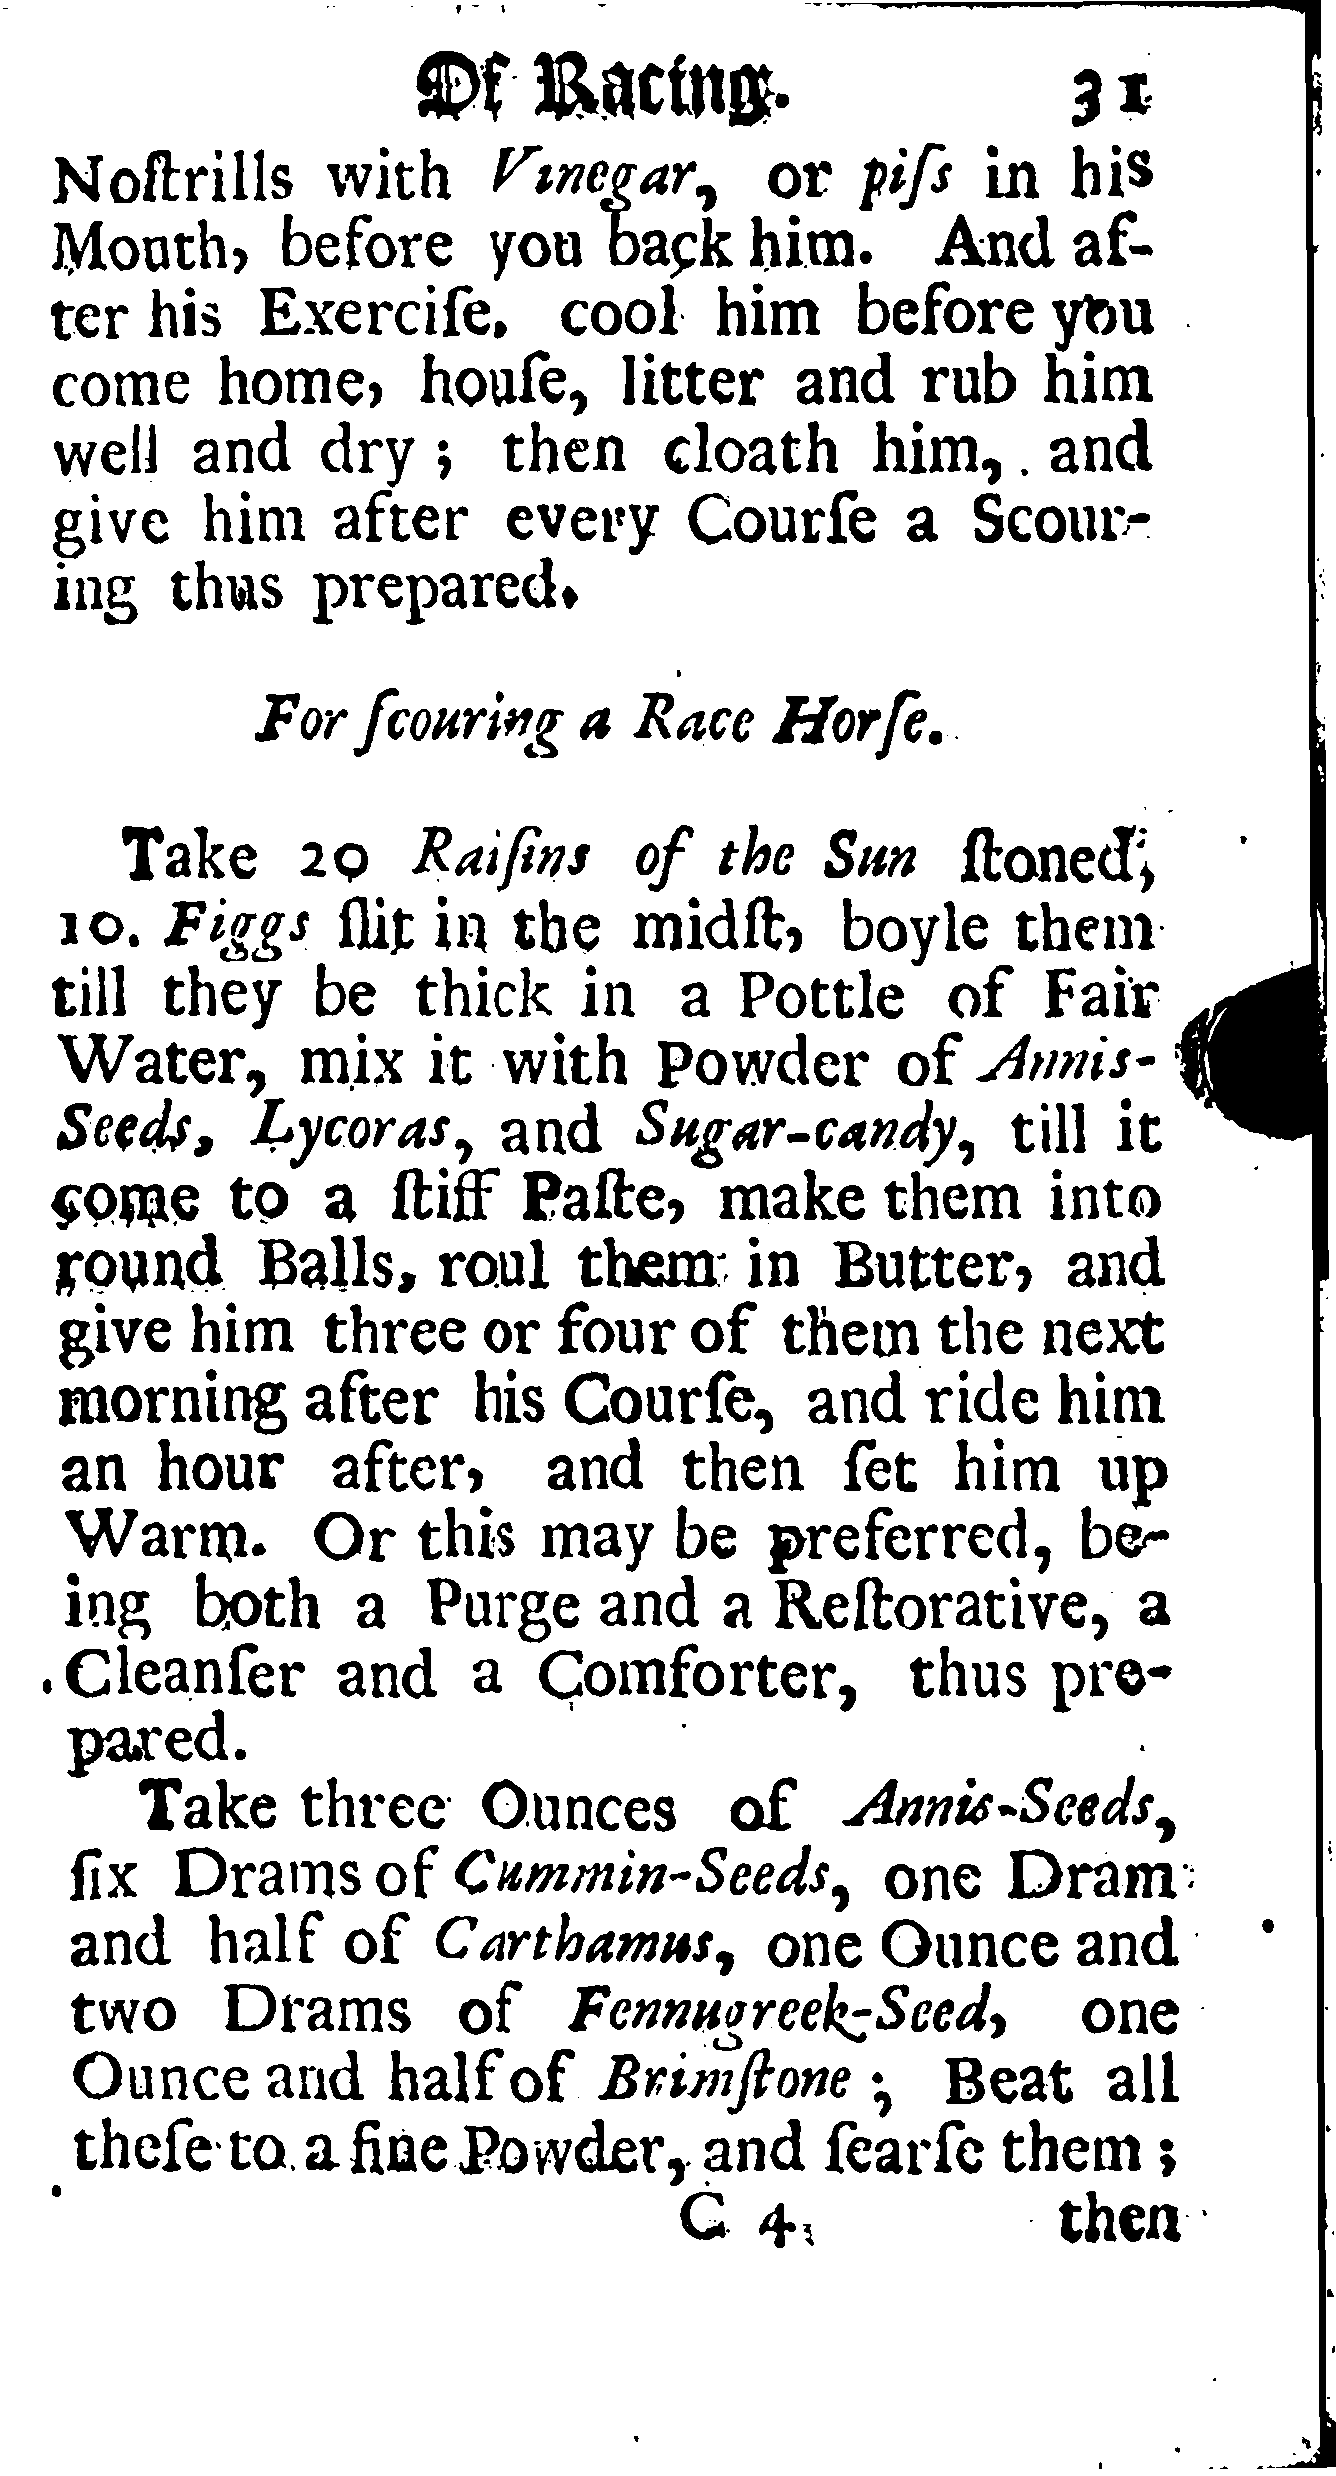 Of Racing. 31
Noſtrills with Vinegar, or piſs in his
Mouth, before you back him. And af-
ter his Exerciſe, cool him before you
come home, houſe, litter and rub him
well and dry; then cloath him, and
give him after every Courſe a Scour-
ing thus prepared.
For ſcouring a Race Horſe.
Take 20 Raiſins of the Sun ſtoned,
10. Figgs ſlit in the midſt, boyle them
till they be thick in a Pottle of Fair
Water, mix it with Powder of Annis-
Seeds, Lycoras, and Sugar-candy, till it
come to a ſtiff Paſte, make them into
round Balls, roul them in Butter, and
give him three or four of them the next
morning after his Courſe, and ride him
an hour after, and then ſet him up
Warm. Or this may be preferred, be-
ing both a Purge and a Reſtorative, a
Cleanſer and a Comforter, thus pre-
pared.
Take three Ounces of Annis-Seeds,
ſix Drams of Cummin-Seeds, one Dram
and half of Carthamus, one Ounce and
two Drams of Fennugreek-Seed, one
Ounce and half of Brimſtone; Beat all
theſe to a fine Powder, and ſearſe them;
C 4 then